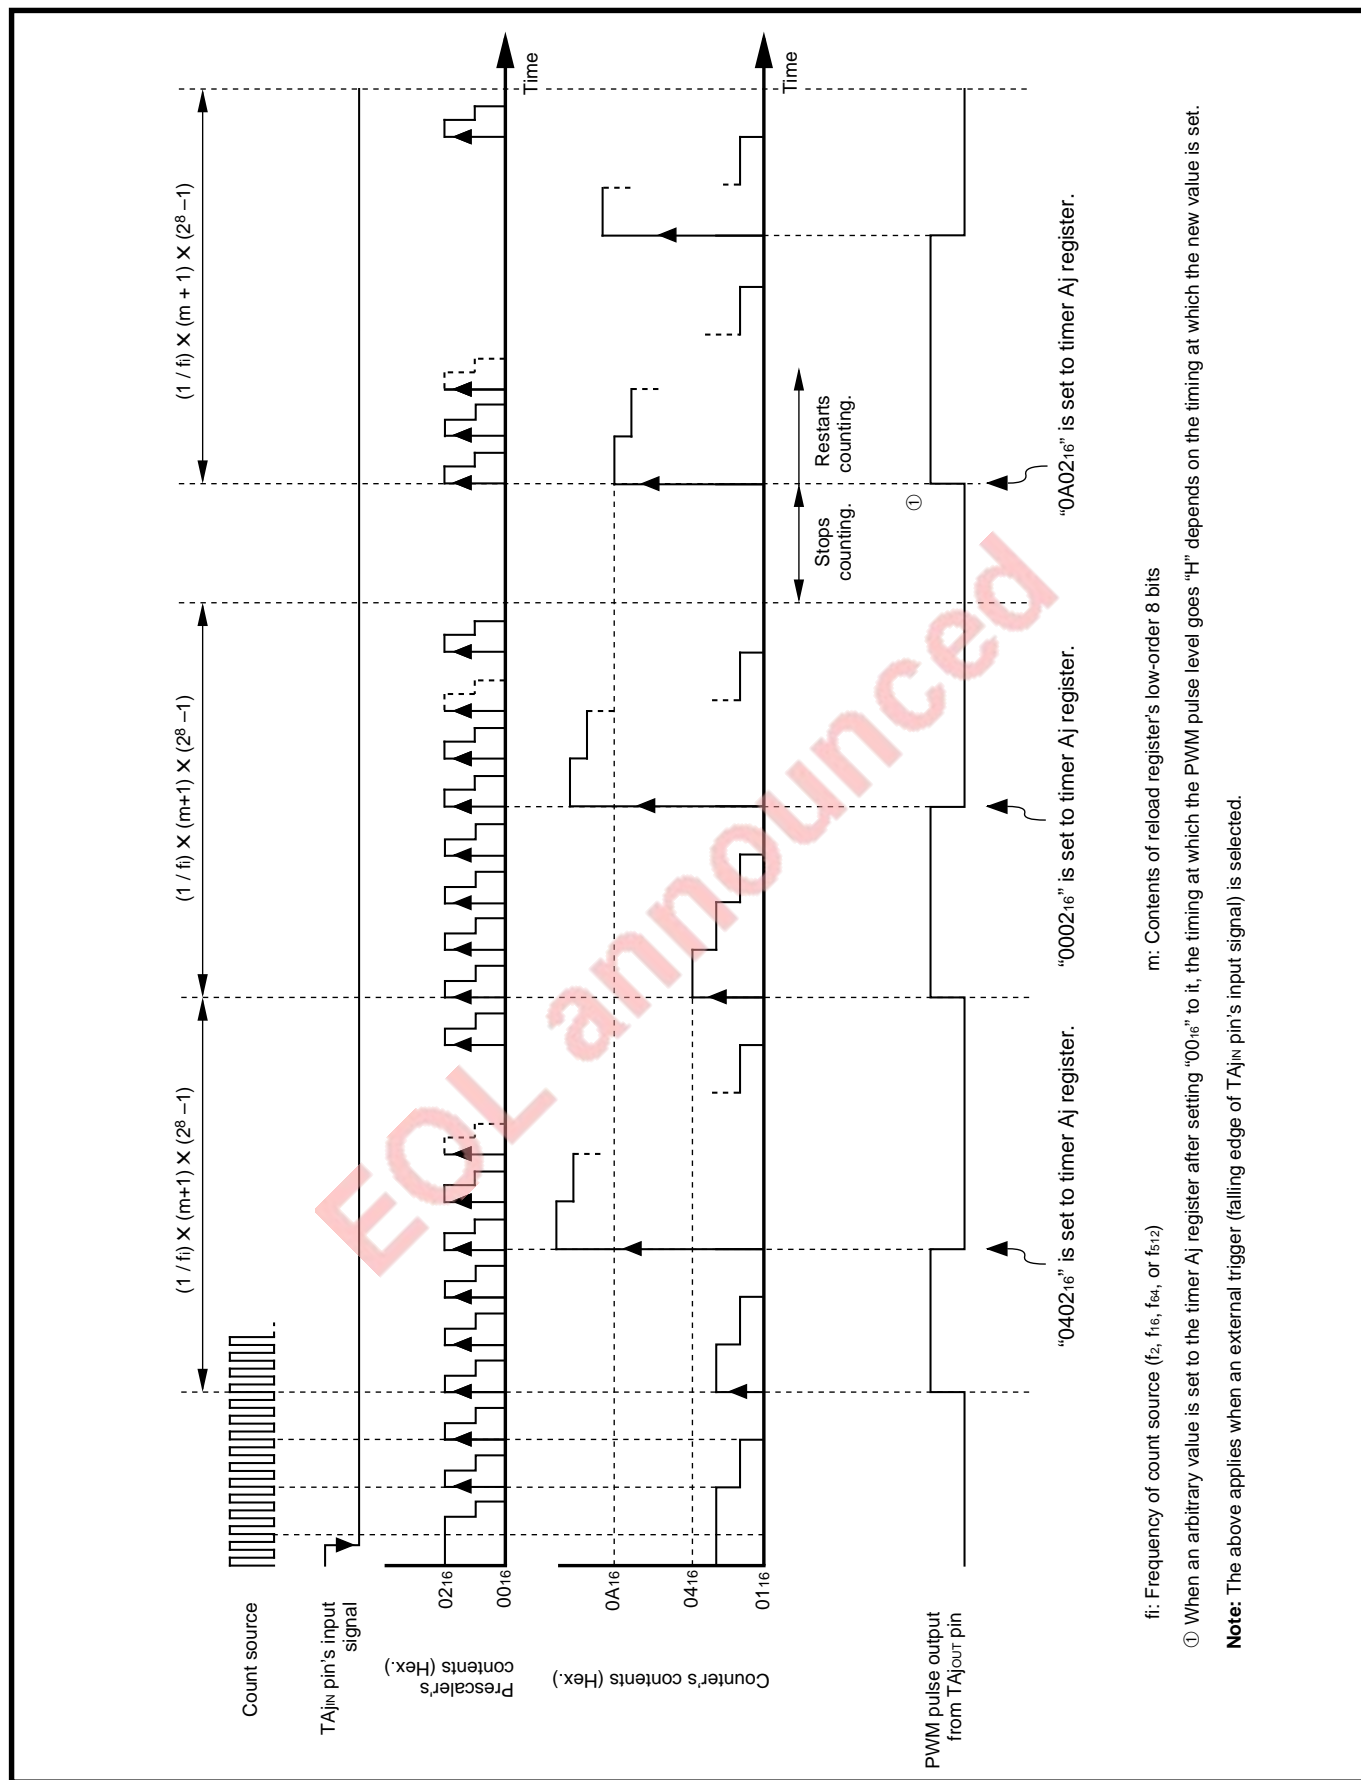 Count source
TAjIN pin's input
signal
Prescaler's
contents (Hex.)
0216
0016
Counter's contents (Hex.)
0A16
0416
0116
PWM pulse output
from TAjOUT pin
(1 / fi) X (m+1) X (2⁸ –1)
(1 / fi) X (m+1) X (2⁸ –1)
(1 / fi) X (m + 1) X (2⁸ –1)
Time
Time
Stops
counting.
Restarts
counting.
①
“040216” is set to timer Aj register.
“000216” is set to timer Aj register.
“0A0216” is set to timer Aj register.
EOL announced
fi: Frequency of count source (f2, f16, f64, or f512)
m: Contents of reload register's low-order 8 bits
① When an arbitrary value is set to the timer Aj register after setting “0016” to it, the timing at which the PWM pulse level goes “H” depends on the timing at which the new value is set.
Note: The above applies when an external trigger (falling edge of TAjIN pin's input signal) is selected.